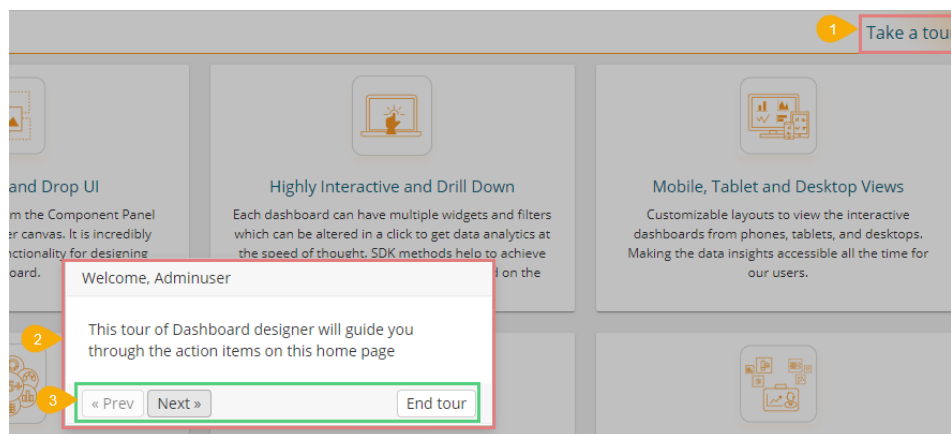 1
Take a tour
and Drop UI
m the Component Panel
er canvas. It is incredibly
nctionality for designing
oard.
Highly Interactive and Drill Down
Each dashboard can have multiple widgets and filters
which can be altered in a click to get data analytics at
the speed of thought. SDK methods help to achieve
d on the
Mobile, Tablet and Desktop Views
Customizable layouts to view the interactive
dashboards from phones, tablets, and desktops.
Making the data insights accessible all the time for
our users.
Welcome, Adminuser
2
This tour of Dashboard designer will guide you
through the action items on this home page
3
« Prev
Next »
End tour